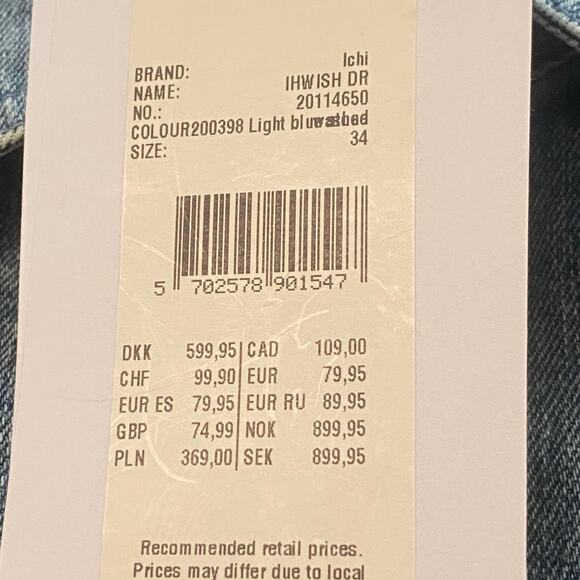 BRAND: Ichi
NAME: IHWISH DR
NO.: 20114650
COLOUR200398 Light blue washed
SIZE: 34
5 702578 901547
DKK 599,95 CAD 109,00
CHF 99,90 EUR 79,95
EUR ES 79,95 EUR RU 89,95
GBP 74,99 NOK 899,95
PLN 369,00 SEK 899,95
Recommended retail prices.
Prices may differ due to local